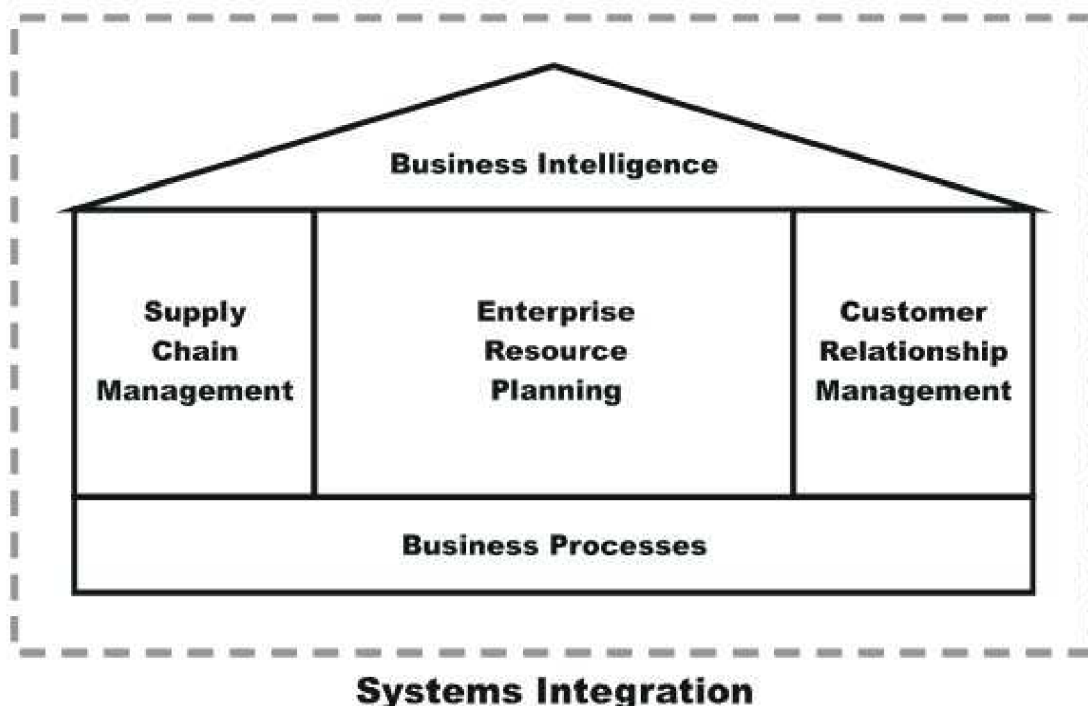 Business Intelligence
Supply
Chain
Management
Enterprise
Resource
Planning
Customer
Relationship
Management
Business Processes
Systems Integration